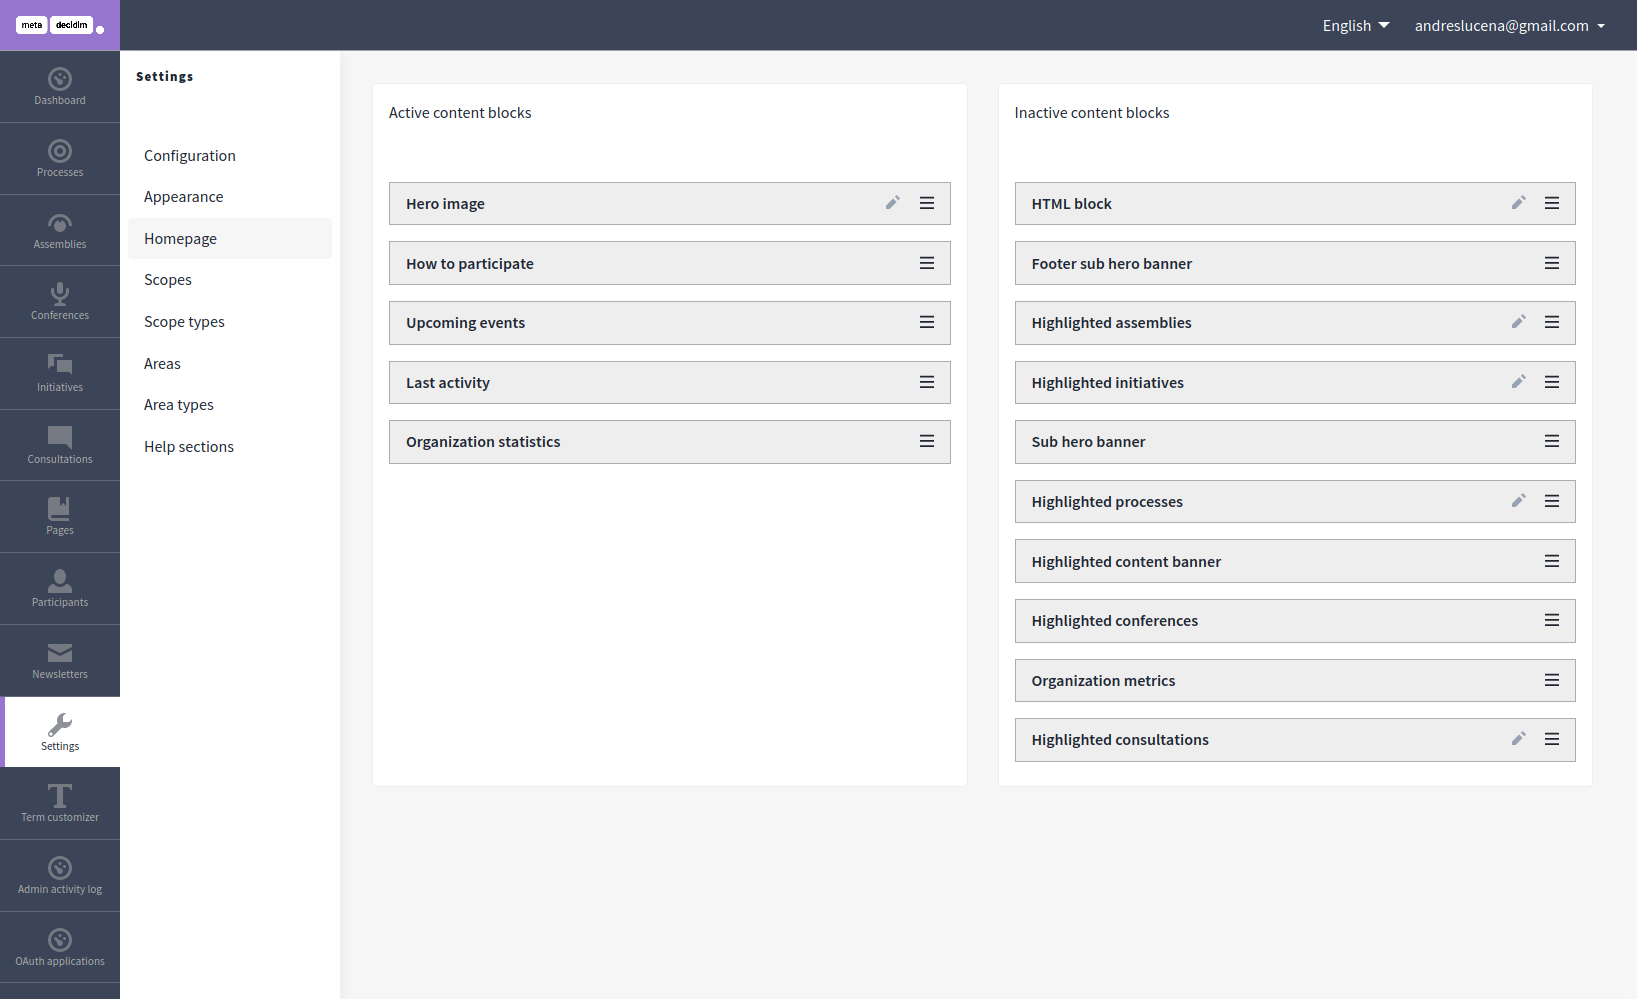 meta decidim
English
andreslucena@gmail.com
Dashboard
Processes
Assemblies
Conferences
Initiatives
Consultations
Pages
Participants
Newsletters
Settings
Term customizer
Admin activity log
OAuth applications
Settings
Configuration
Appearance
Homepage
Scopes
Scope types
Areas
Area types
Help sections
Active content blocks
Hero image
How to participate
Upcoming events
Last activity
Organization statistics
Inactive content blocks
HTML block
Footer sub hero banner
Highlighted assemblies
Highlighted initiatives
Sub hero banner
Highlighted processes
Highlighted content banner
Highlighted conferences
Organization metrics
Highlighted consultations